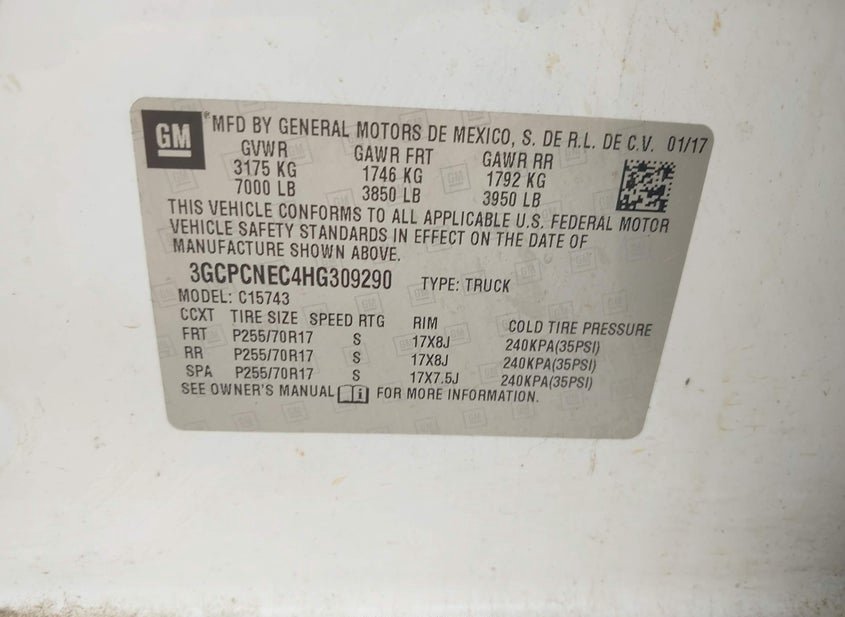 GM ® MFD BY GENERAL MOTORS DE MEXICO, S. DE R.L. DE C.V. 01/17
GVWR GAWR FRT GAWR RR
3175 KG 1746 KG 1792 KG
7000 LB 3850 LB 3950 LB
THIS VEHICLE CONFORMS TO ALL APPLICABLE U.S. FEDERAL MOTOR
VEHICLE SAFETY STANDARDS IN EFFECT ON THE DATE OF
MANUFACTURE SHOWN ABOVE.
3GCPCNEC4HG309290 TYPE: TRUCK
MODEL: C15743
CCXT TIRE SIZE SPEED RTG RIM COLD TIRE PRESSURE
FRT P255/70R17 S 17X8J 240KPA(35PSI)
RR P255/70R17 S 17X8J 240KPA(35PSI)
SPA P255/70R17 S 17X7.5J 240KPA(35PSI)
SEE OWNER'S MANUAL FOR MORE INFORMATION.